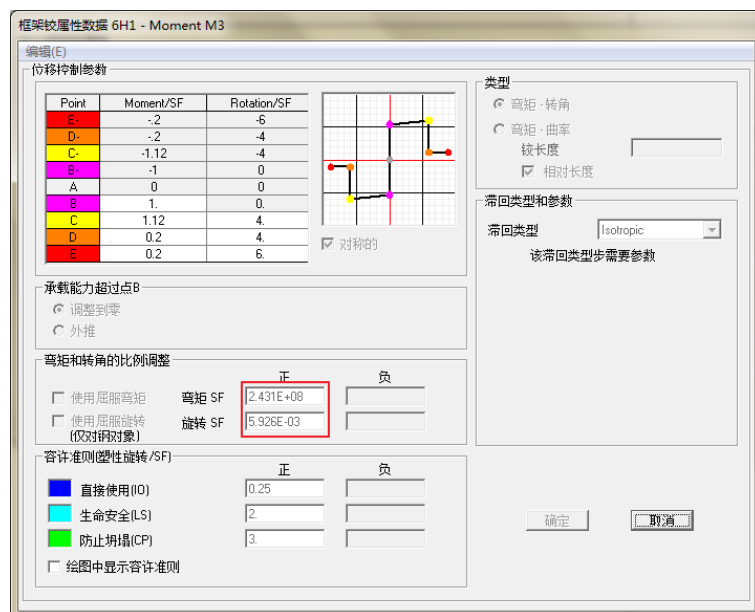 框架铰属性数据 6H1 - Moment M3
编辑(E)
位移控制参数
Point Moment/SF Rotation/SF
E- -.2 -6
D- -.2 -4
C- -1.12 -4
B- -1 0
A 0 0
B 1. 0.
C 1.12 4.
D 0.2 4.
E 0.2 6.
对称的
承载能力超过点B
调整到零
外推
弯矩和转角的比例调整
正 负
使用屈服弯矩 弯矩 SF 2.431E+08
使用屈服旋转 旋转 SF 5.926E-03
(仅对钢对象)
容许准则(塑性旋转/SF)
正 负
直接使用(IO) 0.25
生命安全(LS) 2.
防止坍塌(CP) 3.
绘图中显示容许准则
类型
弯矩 - 转角
弯矩 - 曲率
铰长度
相对长度
滞回类型和参数
滞回类型 Isotropic
该滞回类型步需要参数
确定 取消